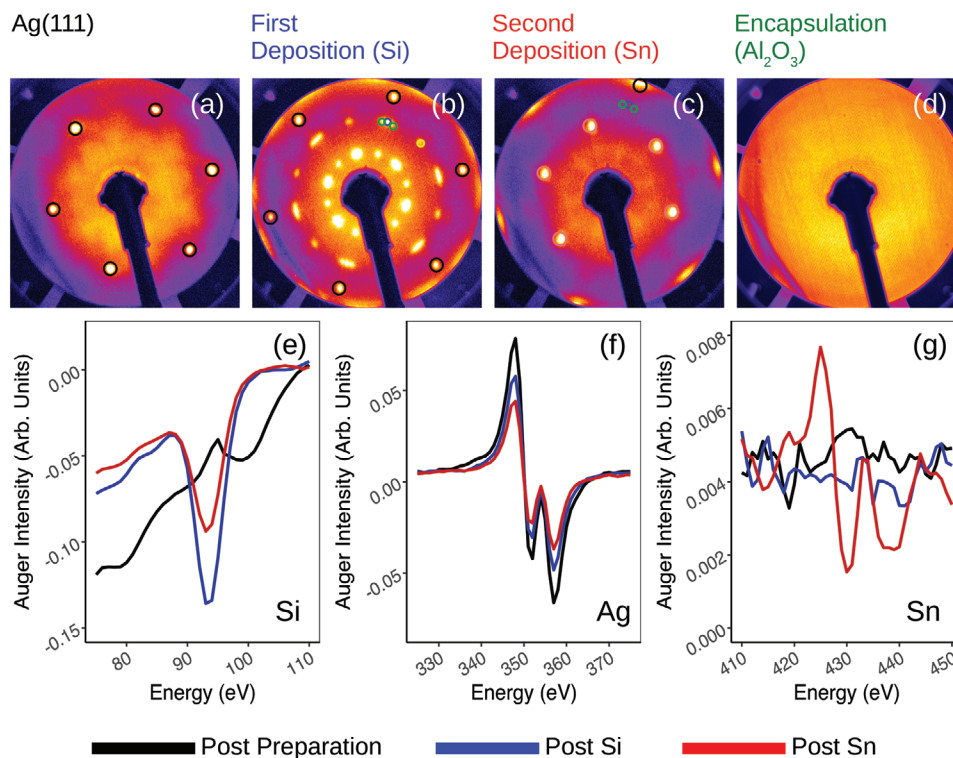 Ag(111)
First
Deposition (Si)
Second
Deposition (Sn)
Encapsulation
(Al₂O₃)
(a)
(b)
(c)
(d)
(e)
Auger Intensity (Arb. Units)
0.00
-0.05
-0.10
-0.15
80
90
100
110
Energy (eV)
Si
(f)
Auger Intensity (Arb. Units)
0.05
0.00
-0.05
330
340
350
360
370
Energy (eV)
Ag
(g)
Auger Intensity (Arb. Units)
0.008
0.006
0.004
0.002
0.000
410
420
430
440
450
Energy (eV)
Sn
Post Preparation
Post Si
Post Sn